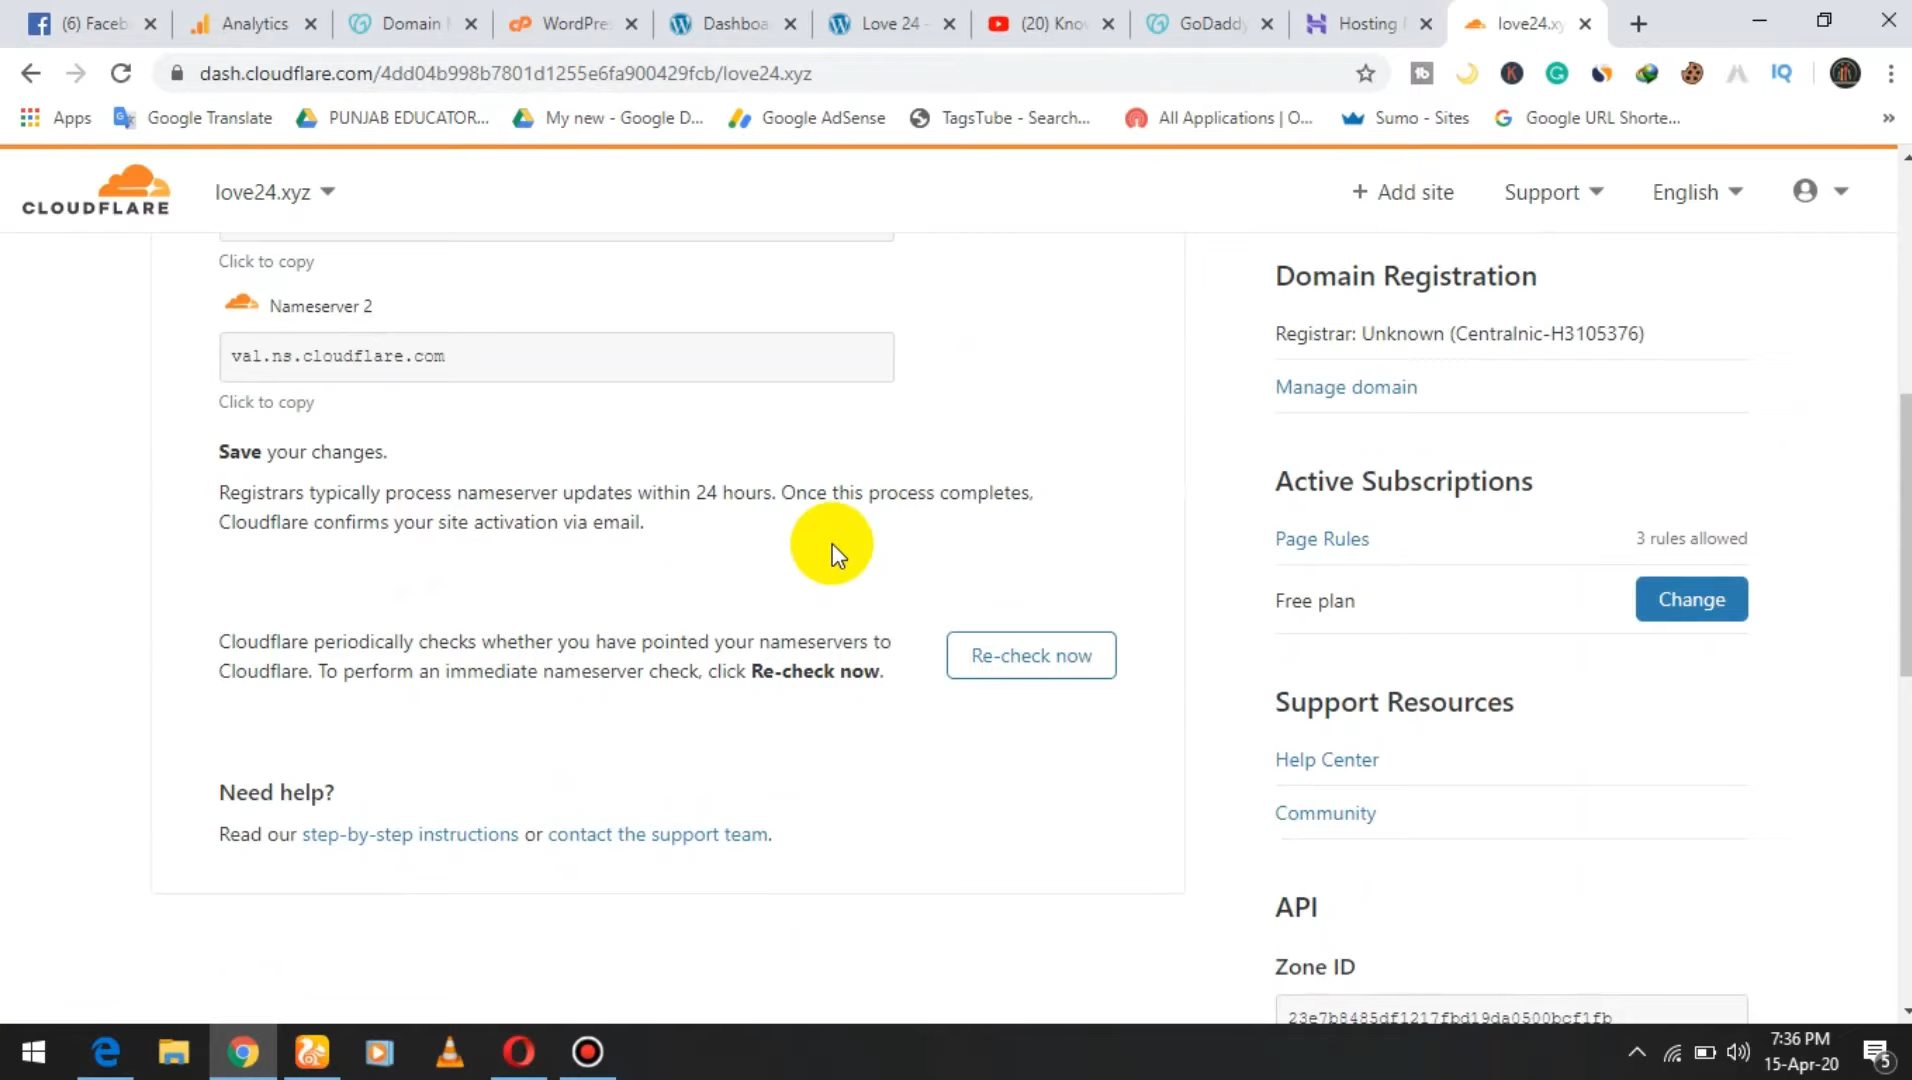 (6) Faceb
Analytics
Domain
WordPre
Dashboa
Love 24 -
(20) Kno
GoDaddy
Hosting
love24.xy
dash.cloudflare.com/4dd04b998b7801d1255e6fa900429fcb/love24.xyz
Apps
Google Translate
PUNJAB EDUCATOR...
My new - Google D...
Google AdSense
TagsTube - Search...
All Applications | O...
Sumo - Sites
Google URL Shorte...
»
CLOUDFLARE
love24.xyz
+ Add site
Support
English
Click to copy
Nameserver 2
val.ns.cloudflare.com
Click to copy
Save your changes.
Registrars typically process nameserver updates within 24 hours. Once this process completes,
Cloudflare confirms your site activation via email.
Cloudflare periodically checks whether you have pointed your nameservers to
Cloudflare. To perform an immediate nameserver check, click Re-check now.
Re-check now
Need help?
Read our step-by-step instructions or contact the support team.
Domain Registration
Registrar: Unknown (Centralnic-H3105376)
Manage domain
Active Subscriptions
Page Rules
3 rules allowed
Free plan
Change
Support Resources
Help Center
Community
API
Zone ID
23e7b8485df1217fbd19da0500bcf1fb
7:36 PM
15-Apr-20
5